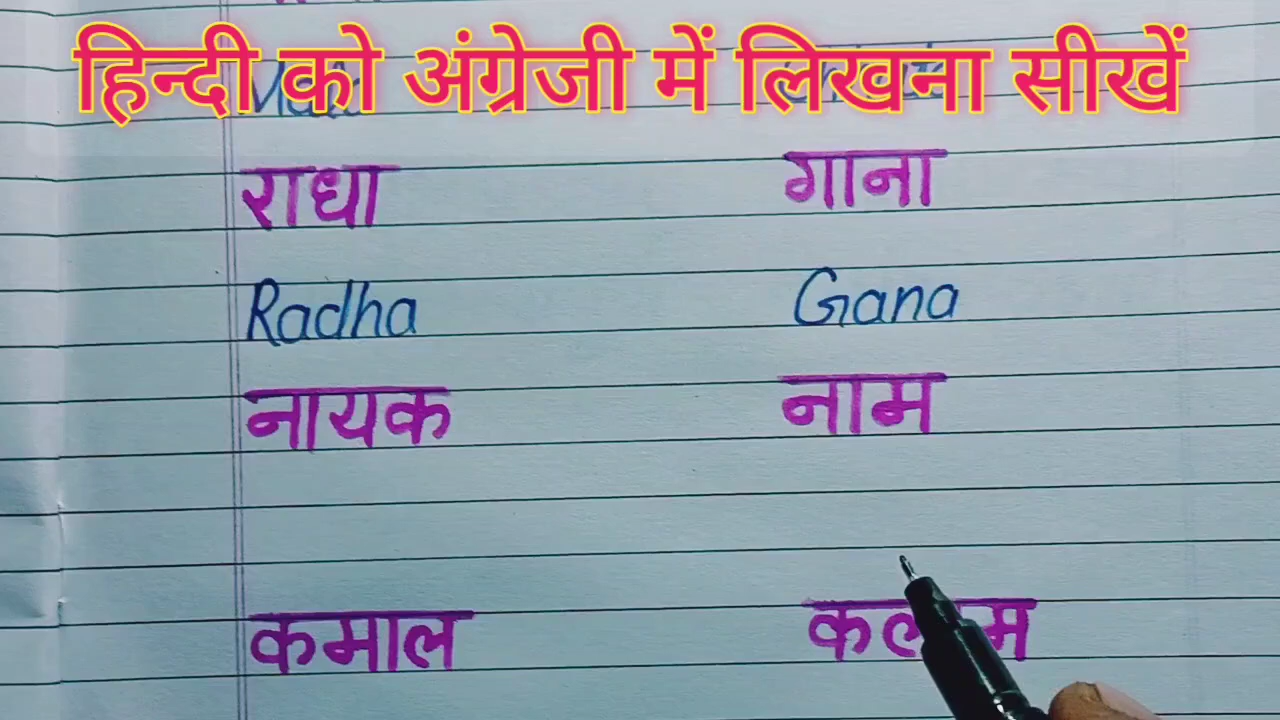 हिन्दी को अंग्रेजी में लिखना सीखें
राधा गाना
Radha Gana
नायक नाम
कमाल